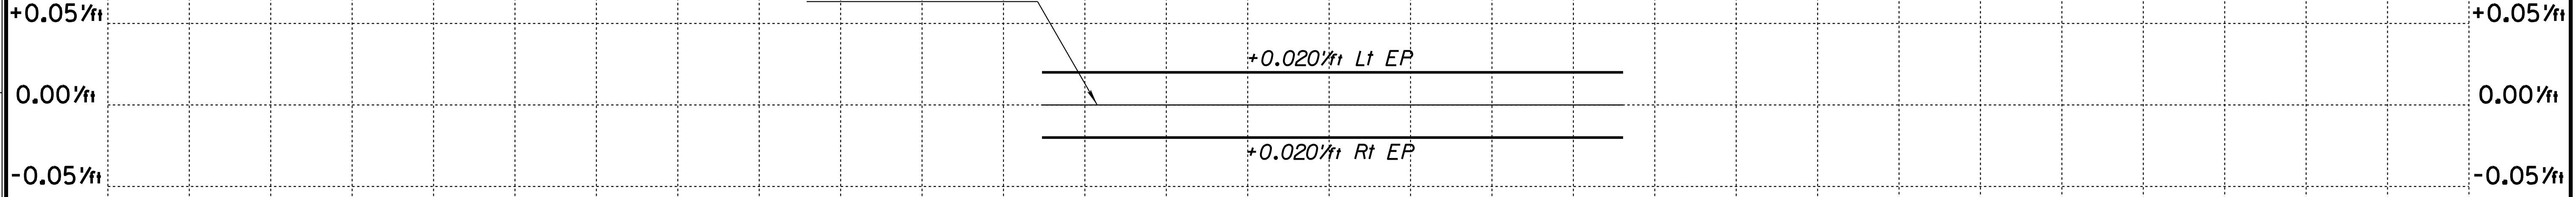 +0.05'/ft +0.05'/ft
+0.020'/ft Lt EP
0.00'/ft 0.00'/ft
+0.020'/ft Rt EP
-0.05'/ft -0.05'/ft